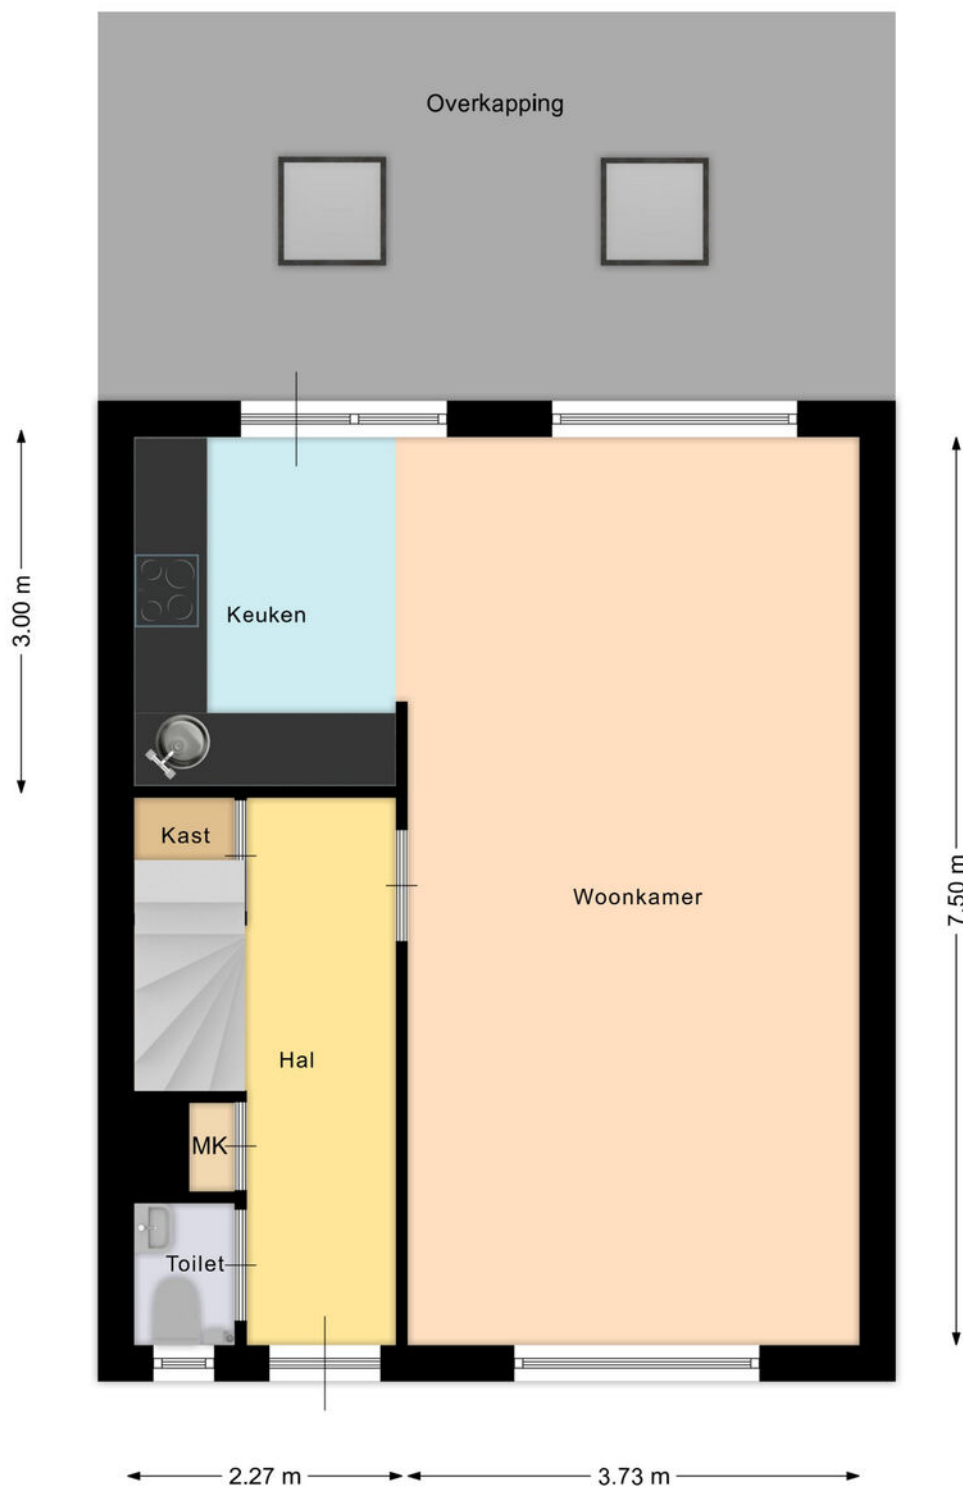 Overkapping
3.00 m
Keuken
Kast
Woonkamer
7.50 m
Hal
MK
Toilet
2.27 m
3.73 m